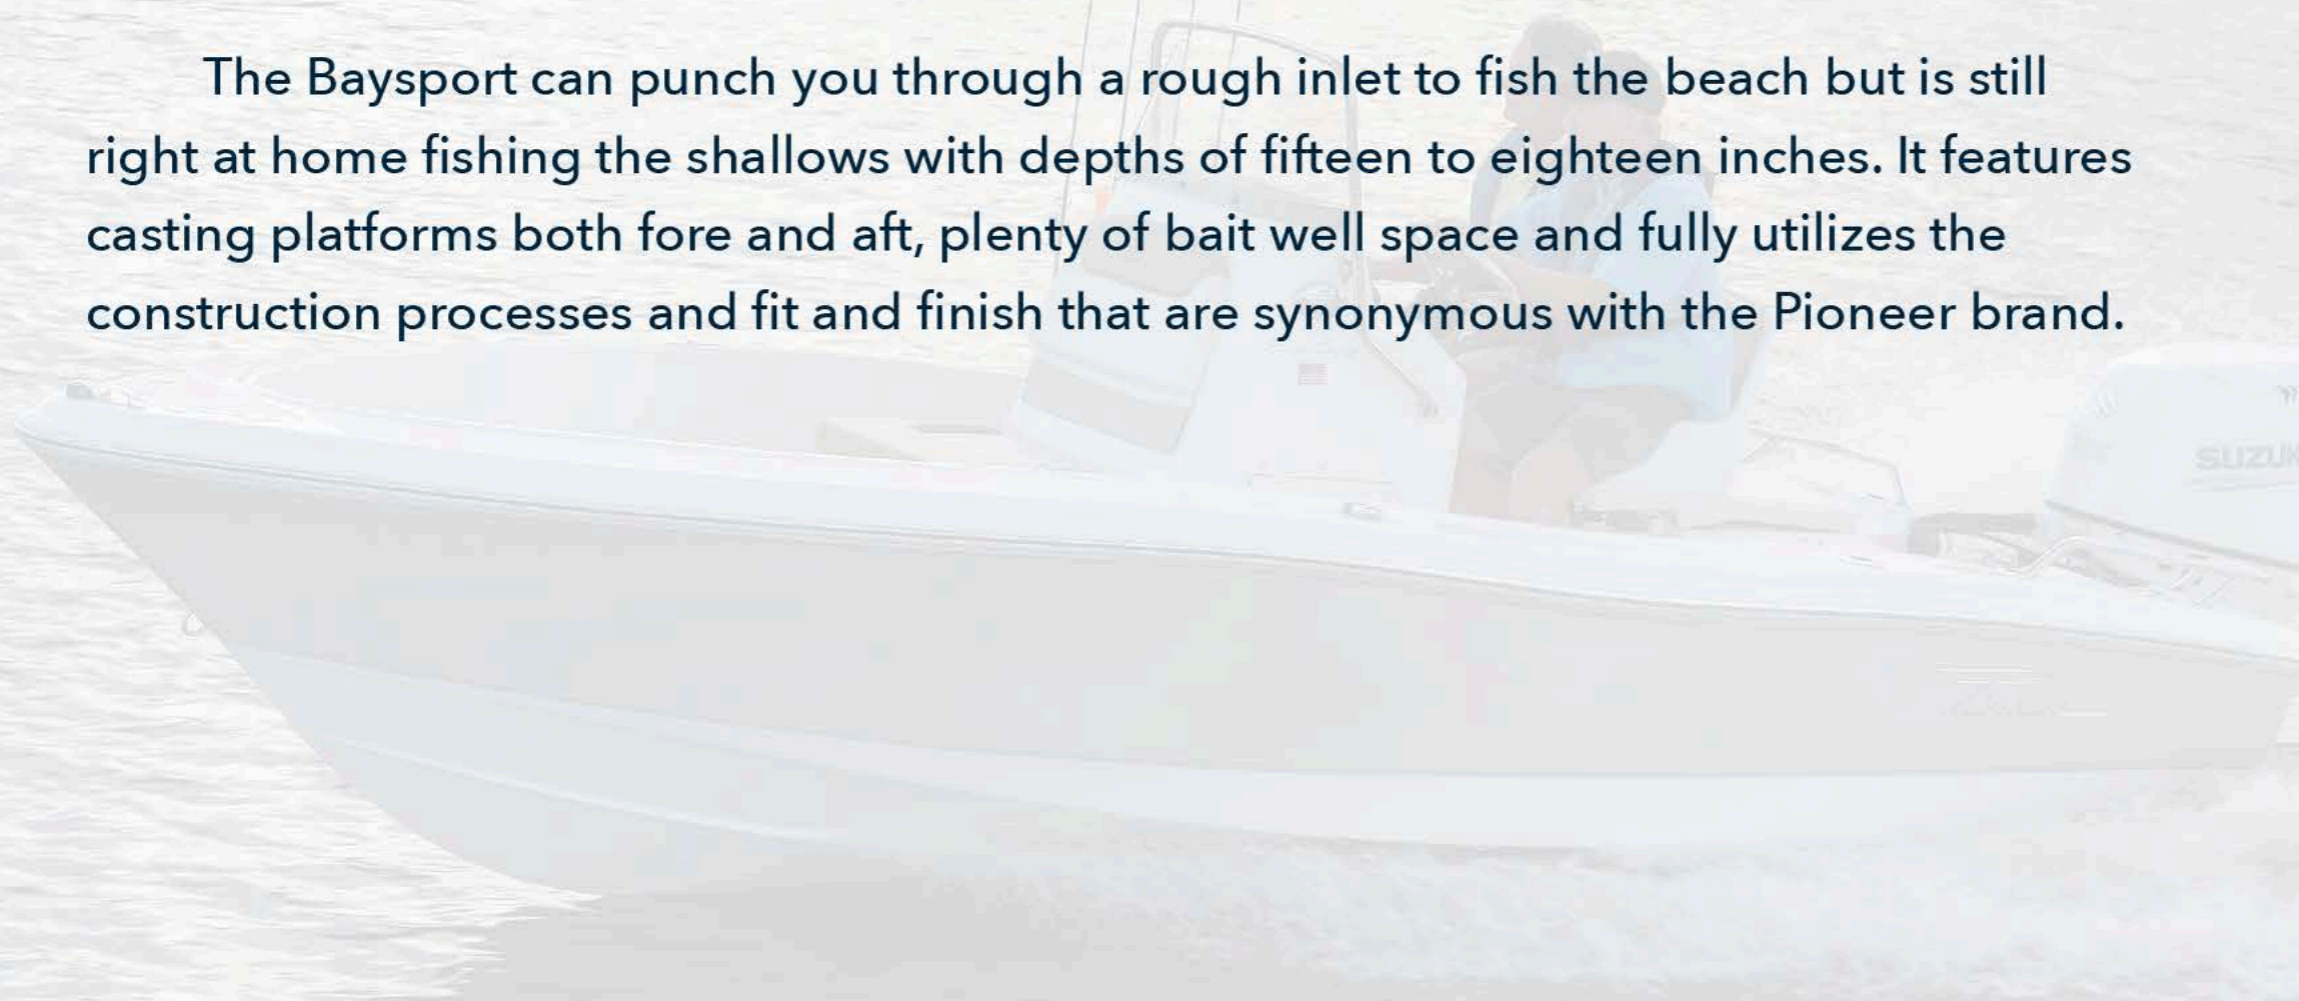 The Baysport can punch you through a rough inlet to fish the beach but is still
right at home fishing the shallows with depths of fifteen to eighteen inches. It features
casting platforms both fore and aft, plenty of bait well space and fully utilizes the
construction processes and fit and finish that are synonymous with the Pioneer brand.
SUZUK